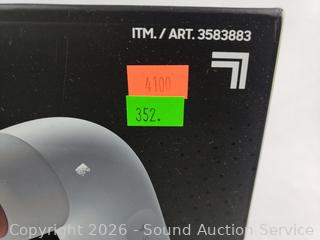 ITM. / ART. 3583883
4100
352.
Copyright 2026 - Sound Auction Service